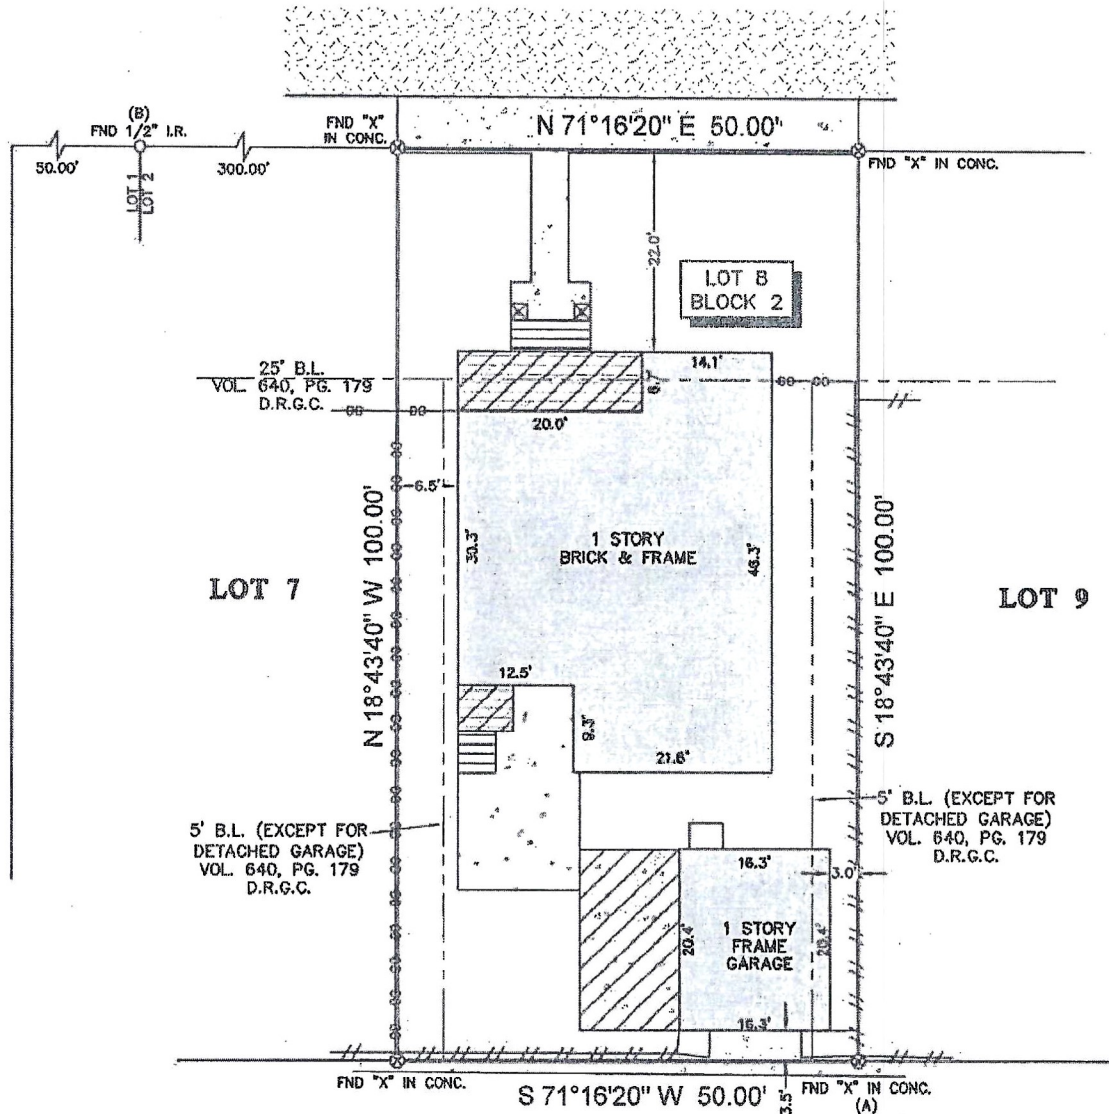 N 71°16'20" E 50.00'
(B)
FND 1/2" I.R.
FND "X"
IN CONC.
FND "X" IN CONC.
50.00'
300.00'
LOT 1
LOT 2
22.0'
LOT 8
BLOCK 2
25' B.L.
VOL. 640, PG. 179
D.R.G.C.
14.1'
6.7'
20.0'
6.5'
N 18°43'40" W 100.00'
30.3'
1 STORY
BRICK & FRAME
46.3'
S 18°43'40" E 100.00'
LOT 7
LOT 9
12.5'
9.3'
21.6'
5' B.L. (EXCEPT FOR
DETACHED GARAGE)
VOL. 640, PG. 179
D.R.G.C.
5' B.L. (EXCEPT FOR
DETACHED GARAGE)
VOL. 640, PG. 179
D.R.G.C.
16.3'
3.0'
20.4'
1 STORY
FRAME
GARAGE
20.4'
16.3'
FND "X" IN CONC.
S 71°16'20" W 50.00'
3.5'
FND "X" IN CONC.
(A)